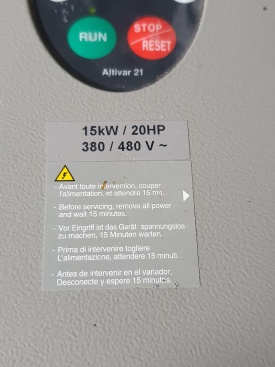 RUN
STOP
RESET
Altivar 21
15kW / 20HP
380 / 480 V ~
- Avant toute intervention, couper
l'alimentation, et attendre 15 mn.
- Before servicing, remove all power
and wait 15 minutes.
- Vor Eingriff ist das Gerät spannungslos
zu machen, 15 Minuten warten.
- Prima di intervenire togliere
L'alimentazione, attendere 15 minuti.
- Antes de intervenir en el variador,
Desconecte y espere 15 minutos.